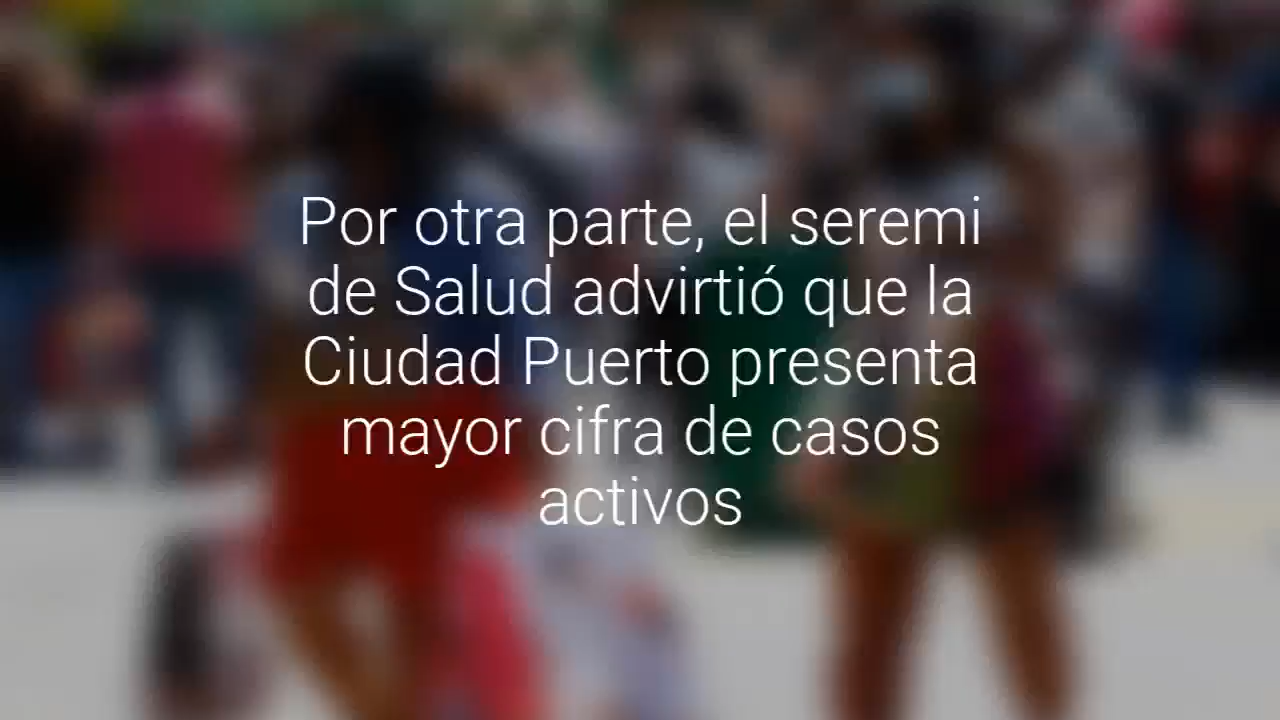 Por otra parte, el seremi
de Salud advirtió que la
Ciudad Puerto presenta
mayor cifra de casos
activos